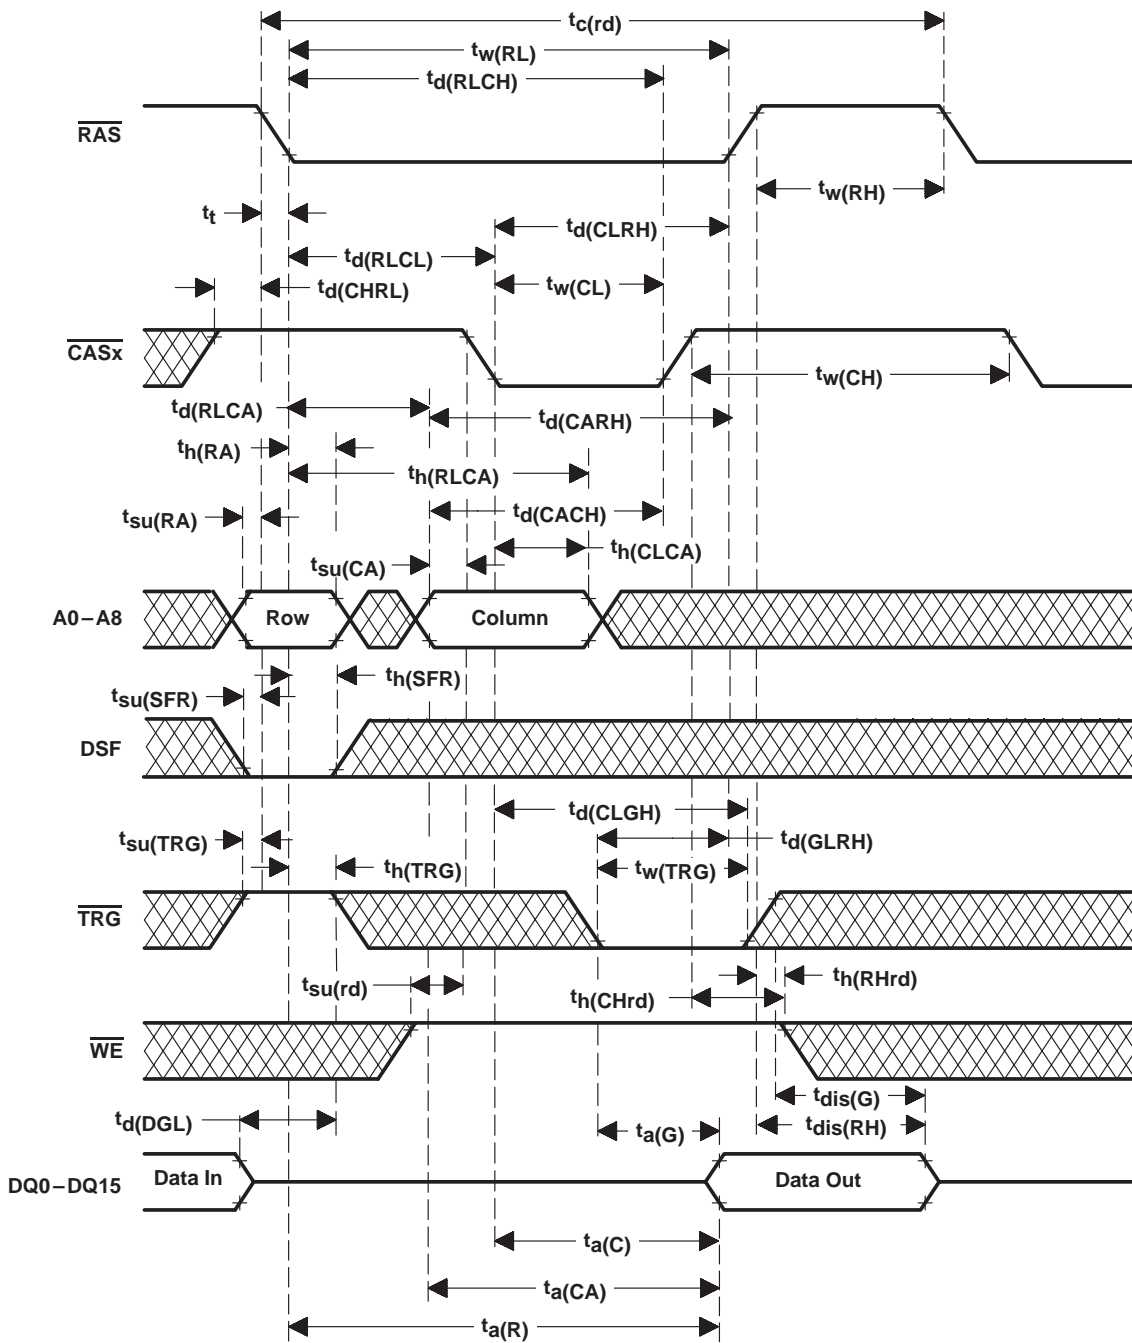 tc(rd)
tw(RL)
td(RLCH)
RAS
tw(RH)
tt
td(CLRH)
td(RLCL)
tw(CL)
td(CHRL)
CASx
tw(CH)
td(RLCA)
td(CARH)
th(RA)
th(RLCA)
tsu(RA)
td(CACH)
th(CLCA)
tsu(CA)
A0–A8
Row
Column
th(SFR)
tsu(SFR)
DSF
td(CLGH)
tsu(TRG)
td(GLRH)
th(TRG)
tw(TRG)
TRG
tsu(rd)
th(RHrd)
th(CHrd)
WE
tdis(G)
td(DGL)
ta(G)
tdis(RH)
DQ0–DQ15
Data In
Data Out
ta(C)
ta(CA)
ta(R)